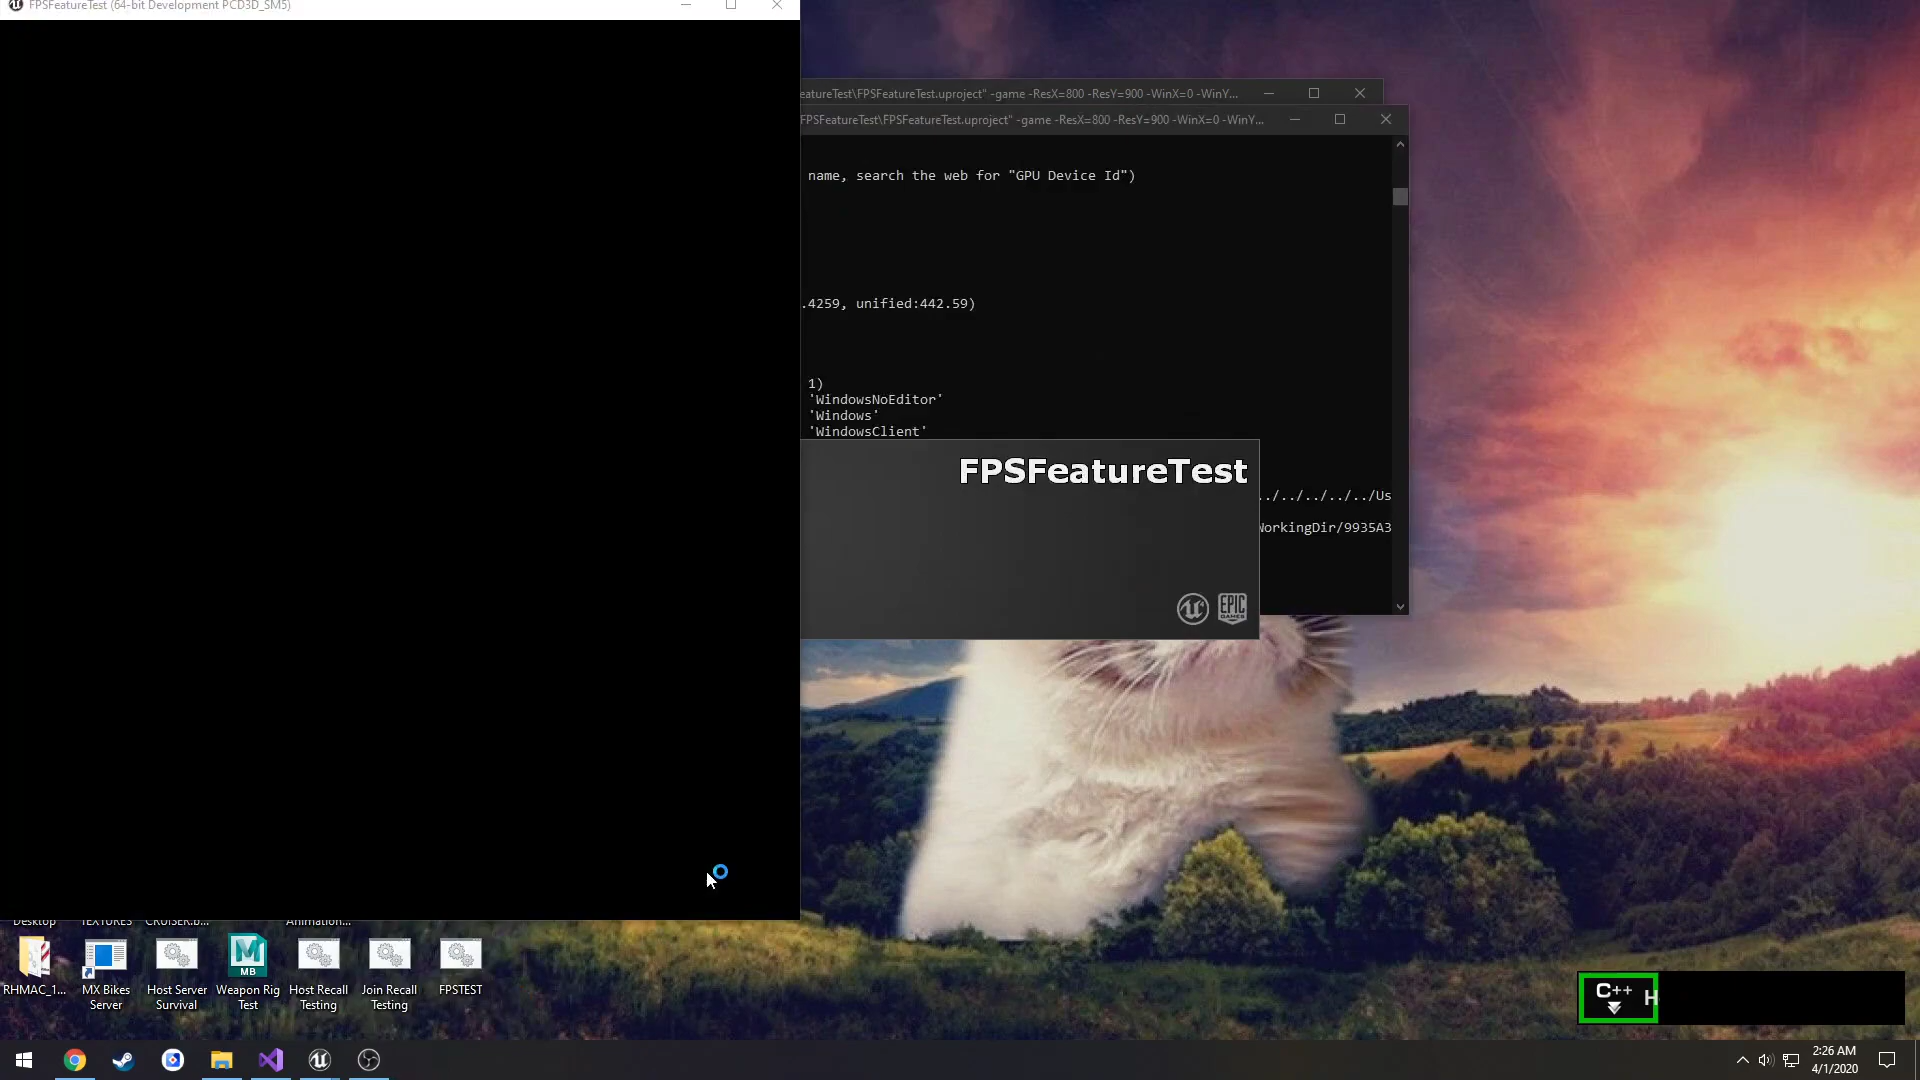 FPSFeatureTest (64-bit Development PCD3D_SM5)
eatureTest\FPSFeatureTest.uproject" -game -ResX=800 -ResY=900 -WinX=0 -WinY...
FPSFeatureTest\FPSFeatureTest.uproject" -game -ResX=800 -ResY=900 -WinX=0 -WinY...
name, search the web for "GPU Device Id")
.4259, unified:442.59)
1)
'WindowsNoEditor'
'Windows'
'WindowsClient'
FPSFeatureTest
../../../../../Us
WorkingDir/9935A3
EPIC
GAMES
Desktop
TEXTURES
CRUISER.b...
Animation...
RHMAC_1...
MX Bikes
Server
Host Server
Survival
MB
Weapon Rig
Test
Host Recall
Testing
Join Recall
Testing
FPSTEST
C++
H
2:26 AM
4/1/2020